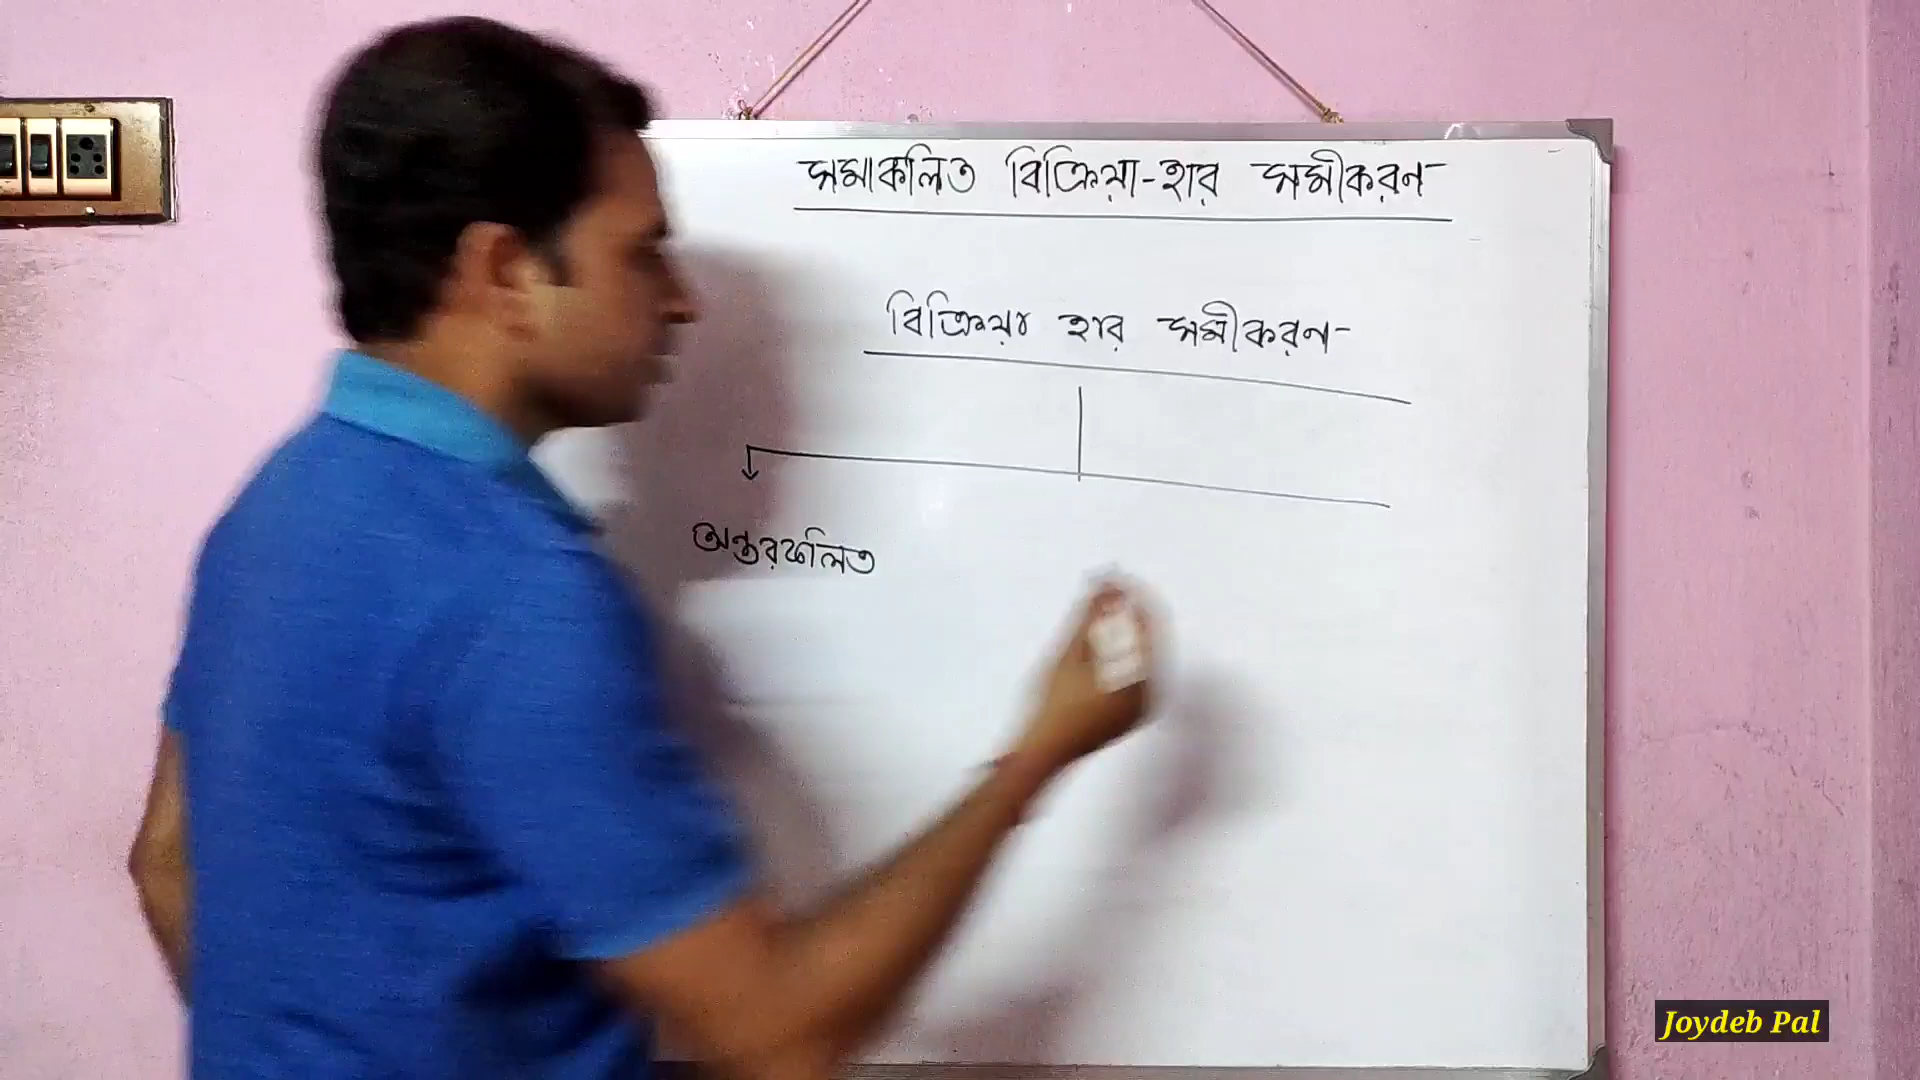 সমাকলিত বিক্রিয়া-হার সমীকরণ
বিক্রিয়া হার সমীকরণ
অন্তরকলিত
Joydeb Pal